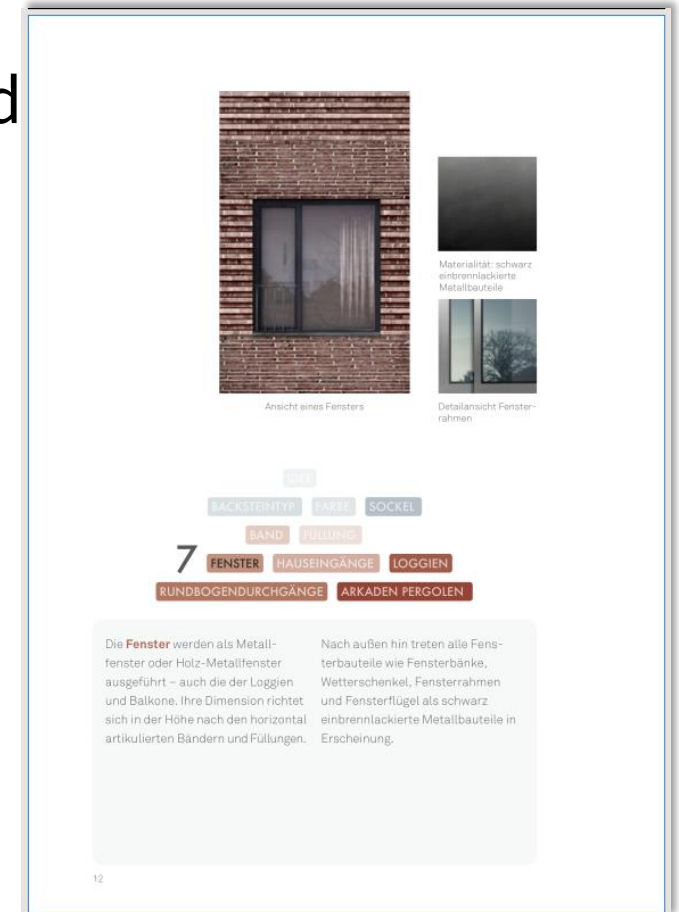 d
Materialität: schwarz
einbrennlackierte
Metallbauteile
Ansicht eines Fensters
Detailansicht Fenster-
rahmen
IDEE
BACKSTEINTYP FARBE SOCKEL
BAND FÜLLUNG
7 FENSTER HAUSEINGÄNGE LOGGIEN
RUNDBOGENDURCHGÄNGE ARKADEN PERGOLEN
Die Fenster werden als Metall-
fenster oder Holz-Metallfenster
ausgeführt – auch die der Loggien
und Balkone. Ihre Dimension richtet
sich in der Höhe nach den horizontal
artikulierten Bändern und Füllungen.
Nach außen hin treten alle Fens-
terbauteile wie Fensterbänke,
Wetterschenkel, Fensterrahmen
und Fensterflügel als schwarz
einbrennlackierte Metallbauteile in
Erscheinung.
12